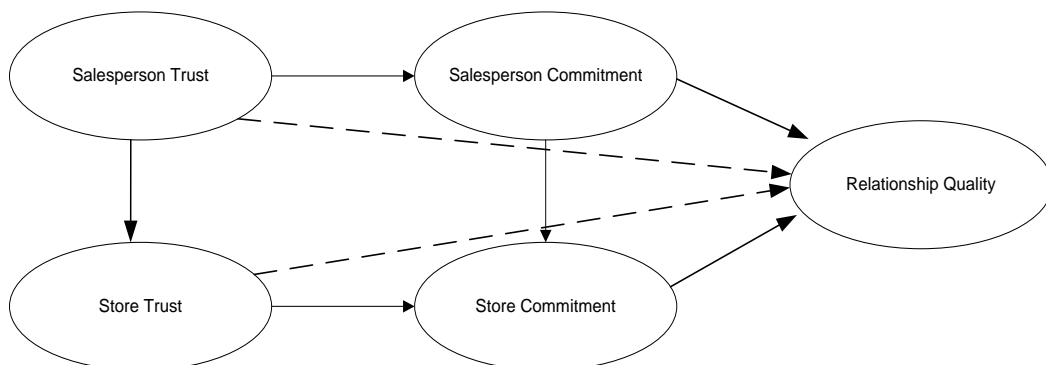 Salesperson Trust
Salesperson Commitment
Relationship Quality
Store Trust
Store Commitment